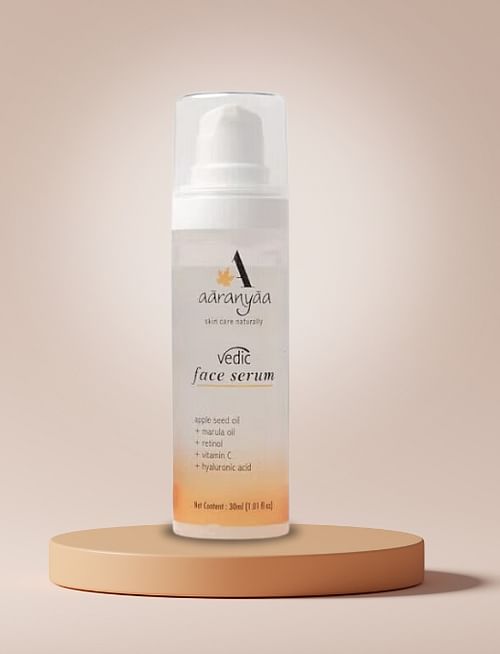 A
aāranyāa
skin care naturally
vedic
face serum
apple seed oil
+ marula oil
+ retinol
+ vitamin C
+ hyaluronic acid
Net Content : 30ml (1.01 fl oz)